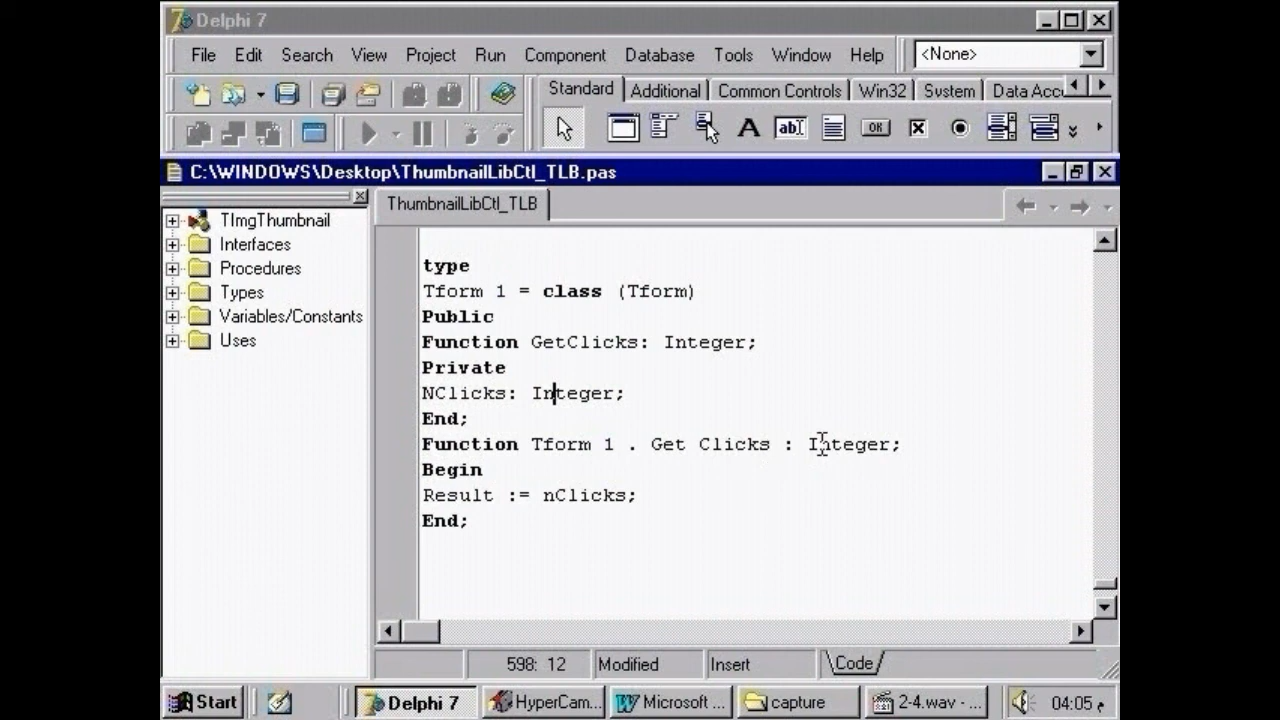 Delphi 7
File Edit Search View Project Run Component Database Tools Window Help <None>
Standard Additional Common Controls Win32 System Data Acc
A abI OK
C:\WINDOWS\Desktop\ThumbnailLibCtl_TLB.pas
ThumbnailLibCtl_TLB
TImgThumbnail
Interfaces
Procedures
Types
Variables/Constants
Uses
type
Tform 1 = class (Tform)
Public
Function GetClicks: Integer;
Private
NClicks: Integer;
End;
Function Tform 1 . Get Clicks : Integer;
Begin
Result := nClicks;
End;
598: 12 Modified Insert Code
Start Delphi 7 HyperCam... Microsoft ... capture 2-4.wav - ... 04:05 م